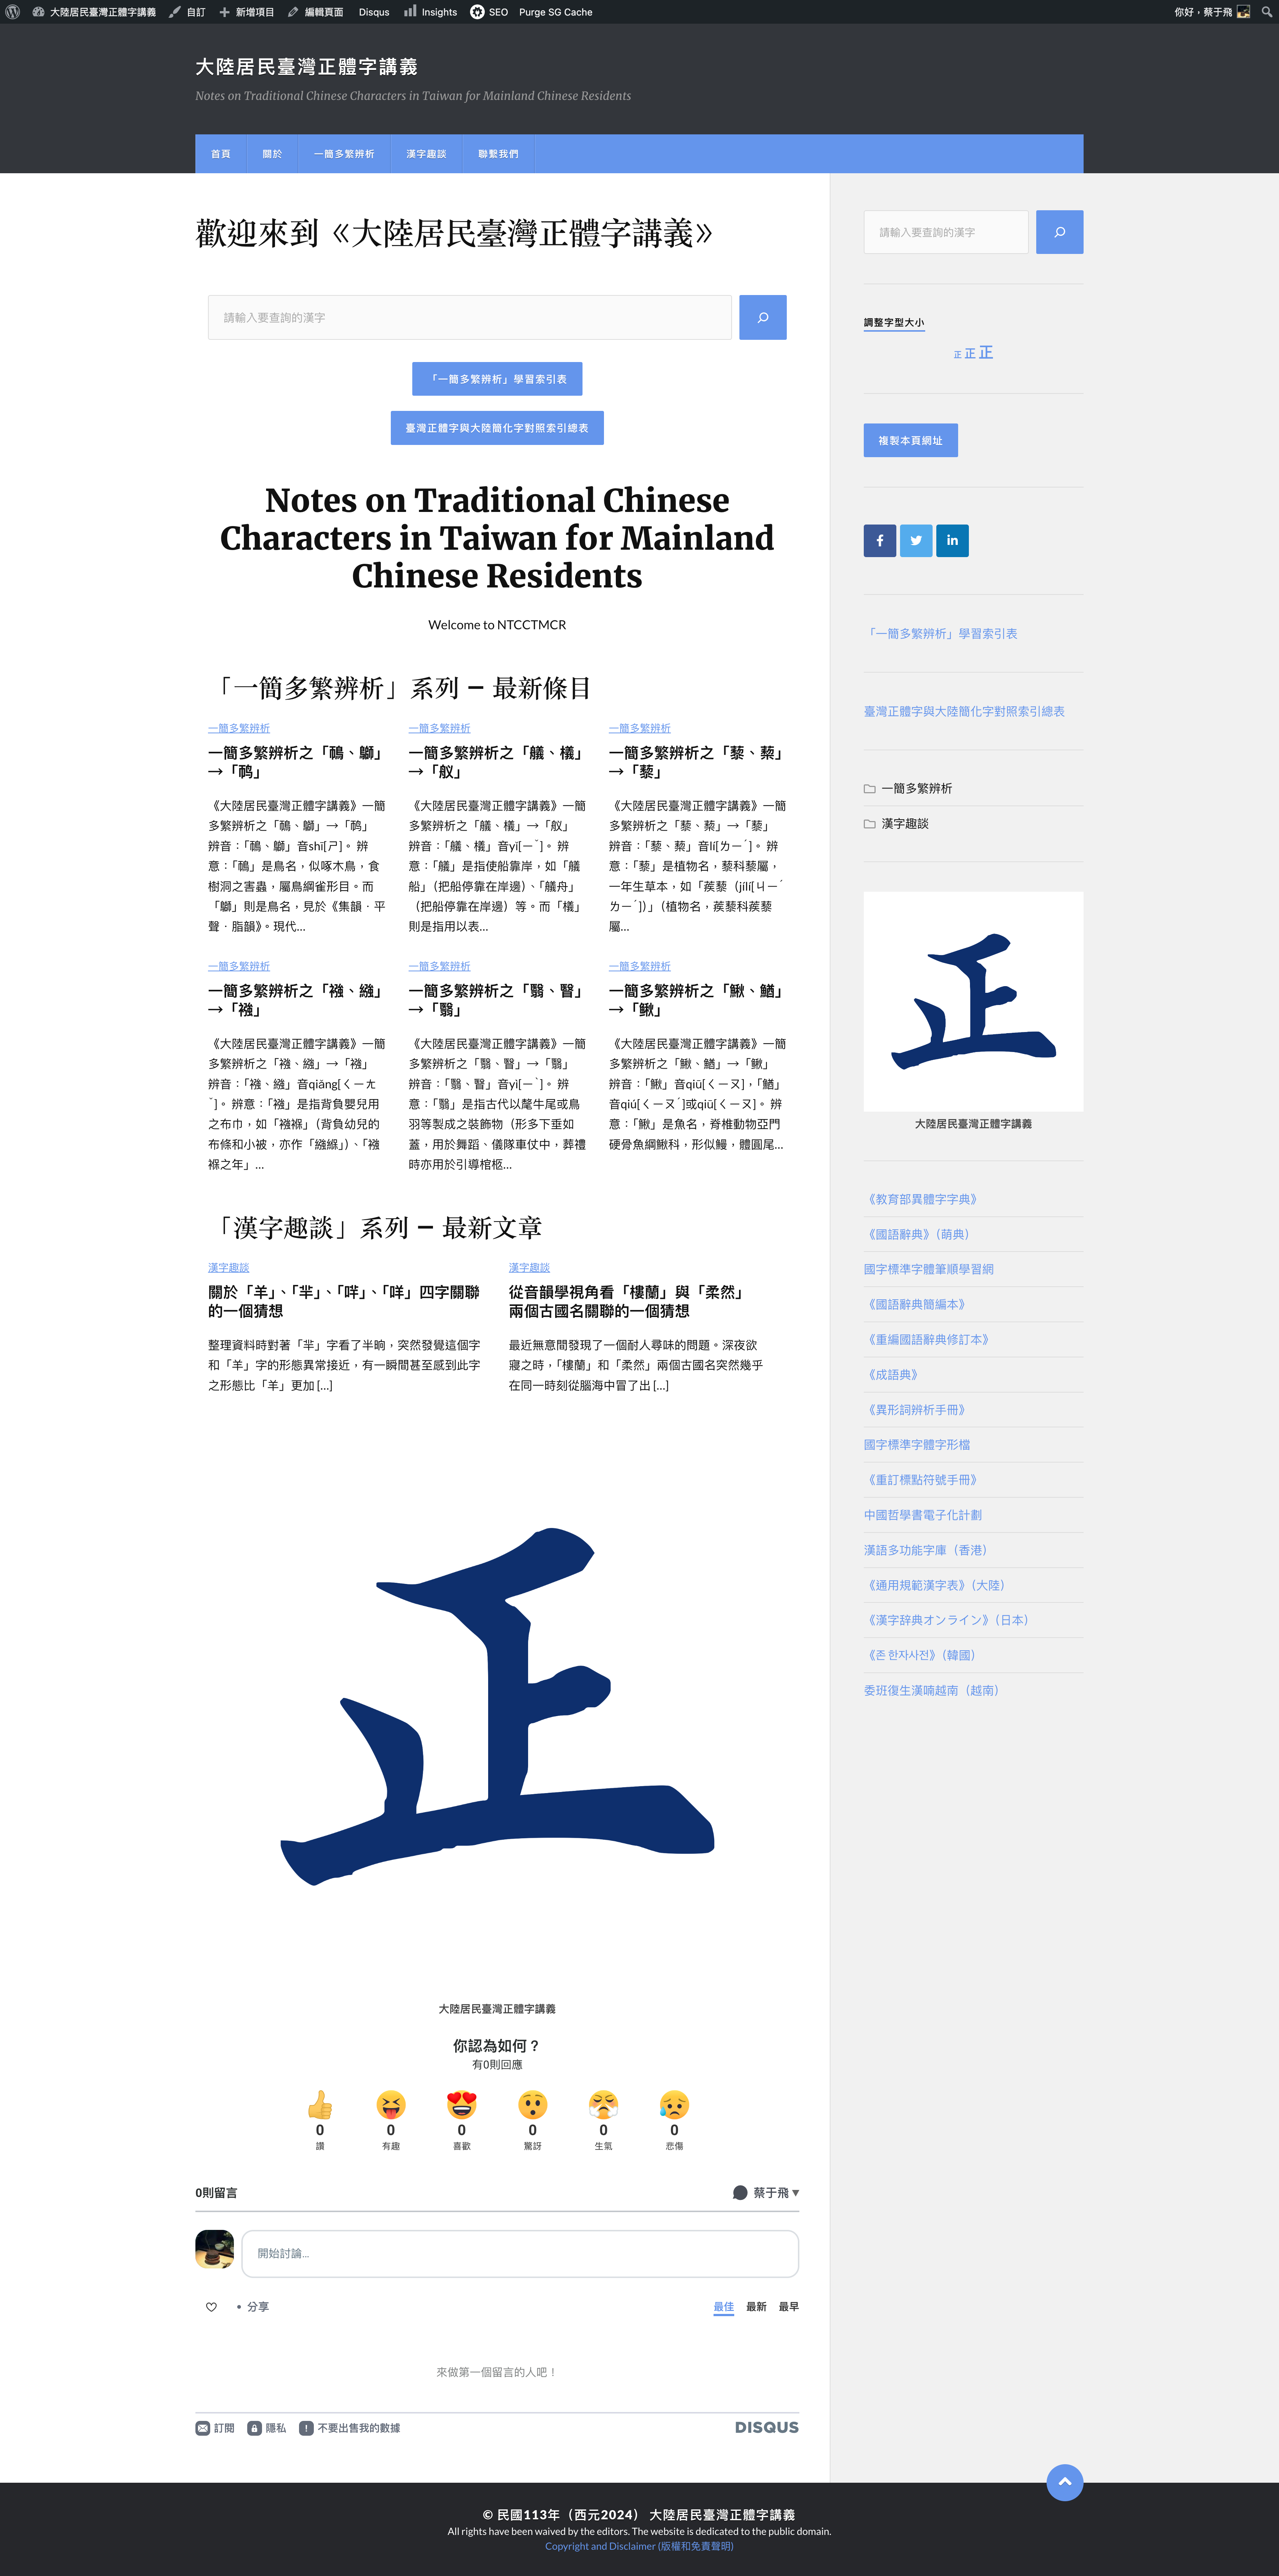 大陸居民臺灣正體字講義 自訂 新增項目 編輯頁面 Disqus Insights SEO Purge SG Cache 你好，蔡于飛
大陸居民臺灣正體字講義
Notes on Traditional Chinese Characters in Taiwan for Mainland Chinese Residents
首頁 關於 一簡多繁辨析 漢字趣談 聯繫我們
歡迎來到《大陸居民臺灣正體字講義》
請輸入要查詢的漢字
「一簡多繁辨析」學習索引表
臺灣正體字與大陸簡化字對照索引總表
Notes on Traditional Chinese
Characters in Taiwan for Mainland
Chinese Residents
Welcome to NTCCTMCR
「一簡多繁辨析」系列 – 最新條目
一簡多繁辨析
一簡多繁辨析之「鳾、鶳」
→「䴓」
《大陸居民臺灣正體字講義》一簡
多繁辨析之「鳾、鶳」→「䴓」
辨音：「鳾、鶳」音shī[ㄕ]。 辨
意：「鳾」是鳥名，似啄木鳥，食
樹洞之害蟲，屬鳥綱雀形目。而
「鶳」則是鳥名，見於《集韻．平
聲．脂韻》。現代...
一簡多繁辨析
一簡多繁辨析之「艤、檥」
→「舣」
《大陸居民臺灣正體字講義》一簡
多繁辨析之「艤、檥」→「舣」
辨音：「艤、檥」音yǐ[ㄧˇ]。 辨
意：「艤」是指使船靠岸，如「艤
船」（把船停靠在岸邊）、「艤舟」
（把船停靠在岸邊）等。而「檥」
則是指用以表...
一簡多繁辨析
一簡多繁辨析之「藜、蔾」
→「藜」
《大陸居民臺灣正體字講義》一簡
多繁辨析之「藜、蔾」→「藜」
辨音：「藜、蔾」音lí[ㄌㄧˊ]。 辨
意：「藜」是植物名，藜科藜屬，
一年生草本，如「蒺藜（jílí[ㄐㄧˊ
ㄌㄧˊ]）」（植物名，蒺藜科蒺藜
屬...
一簡多繁辨析
一簡多繁辨析之「襁、繈」
→「襁」
《大陸居民臺灣正體字講義》一簡
多繁辨析之「襁、繈」→「襁」
辨音：「襁、繈」音qiǎng[ㄑㄧㄤ
ˇ]。 辨意：「襁」是指背負嬰兒用
之布巾，如「襁褓」（背負幼兒的
布條和小被，亦作「繈緥」）、「襁
褓之年」...
一簡多繁辨析
一簡多繁辨析之「翳、瞖」
→「翳」
《大陸居民臺灣正體字講義》一簡
多繁辨析之「翳、瞖」→「翳」
辨音：「翳、瞖」音yì[ㄧˋ]。 辨
意：「翳」是指古代以氂牛尾或鳥
羽等製成之裝飾物（形多下垂如
蓋，用於舞蹈、儀隊車仗中，葬禮
時亦用於引導棺柩...
一簡多繁辨析
一簡多繁辨析之「鰍、鰌」
→「鳅」
《大陸居民臺灣正體字講義》一簡
多繁辨析之「鰍、鰌」→「鳅」
辨音：「鰍」音qiū[ㄑㄧㄡ]，「鰌」
音qiú[ㄑㄧㄡˊ]或qiū[ㄑㄧㄡ]。 辨
意：「鰍」是魚名，脊椎動物亞門
硬骨魚綱鰍科，形似鰻，體圓尾...
「漢字趣談」系列 – 最新文章
漢字趣談
關於「羊」、「羋」、「哶」、「咩」四字關聯
的一個猜想
整理資料時對著「羋」字看了半晌，突然發覺這個字
和「羊」字的形態異常接近，有一瞬間甚至感到此字
之形態比「羊」更加 […]
漢字趣談
從音韻學視角看「樓蘭」與「柔然」
兩個古國名關聯的一個猜想
最近無意間發現了一個耐人尋味的問題。深夜欲
寢之時，「樓蘭」和「柔然」兩個古國名突然幾乎
在同一時刻從腦海中冒了出 […]
正
大陸居民臺灣正體字講義
你認為如何？
有0則回應
0 0 0 0 0 0
讚 有趣 喜歡 驚訝 生氣 悲傷
0則留言 蔡于飛
開始討論...
分享 最佳 最新 最早
來做第一個留言的人吧！
訂閱 隱私 不要出售我的數據 DISQUS
請輸入要查詢的漢字
調整字型大小
正 正 正
複製本頁網址
「一簡多繁辨析」學習索引表
臺灣正體字與大陸簡化字對照索引總表
一簡多繁辨析
漢字趣談
正
大陸居民臺灣正體字講義
《教育部異體字字典》
《國語辭典》（萌典）
國字標準字體筆順學習網
《國語辭典簡編本》
《重編國語辭典修訂本》
《成語典》
《異形詞辨析手冊》
國字標準字體字形檔
《重訂標點符號手冊》
中國哲學書電子化計劃
漢語多功能字庫（香港）
《通用規範漢字表》（大陸）
《漢字辞典オンライン》（日本）
《존 한자사전》（韓國）
委班復生漢喃越南（越南）
© 民國113年（西元2024） 大陸居民臺灣正體字講義
All rights have been waived by the editors. The website is dedicated to the public domain.
Copyright and Disclaimer (版權和免責聲明)